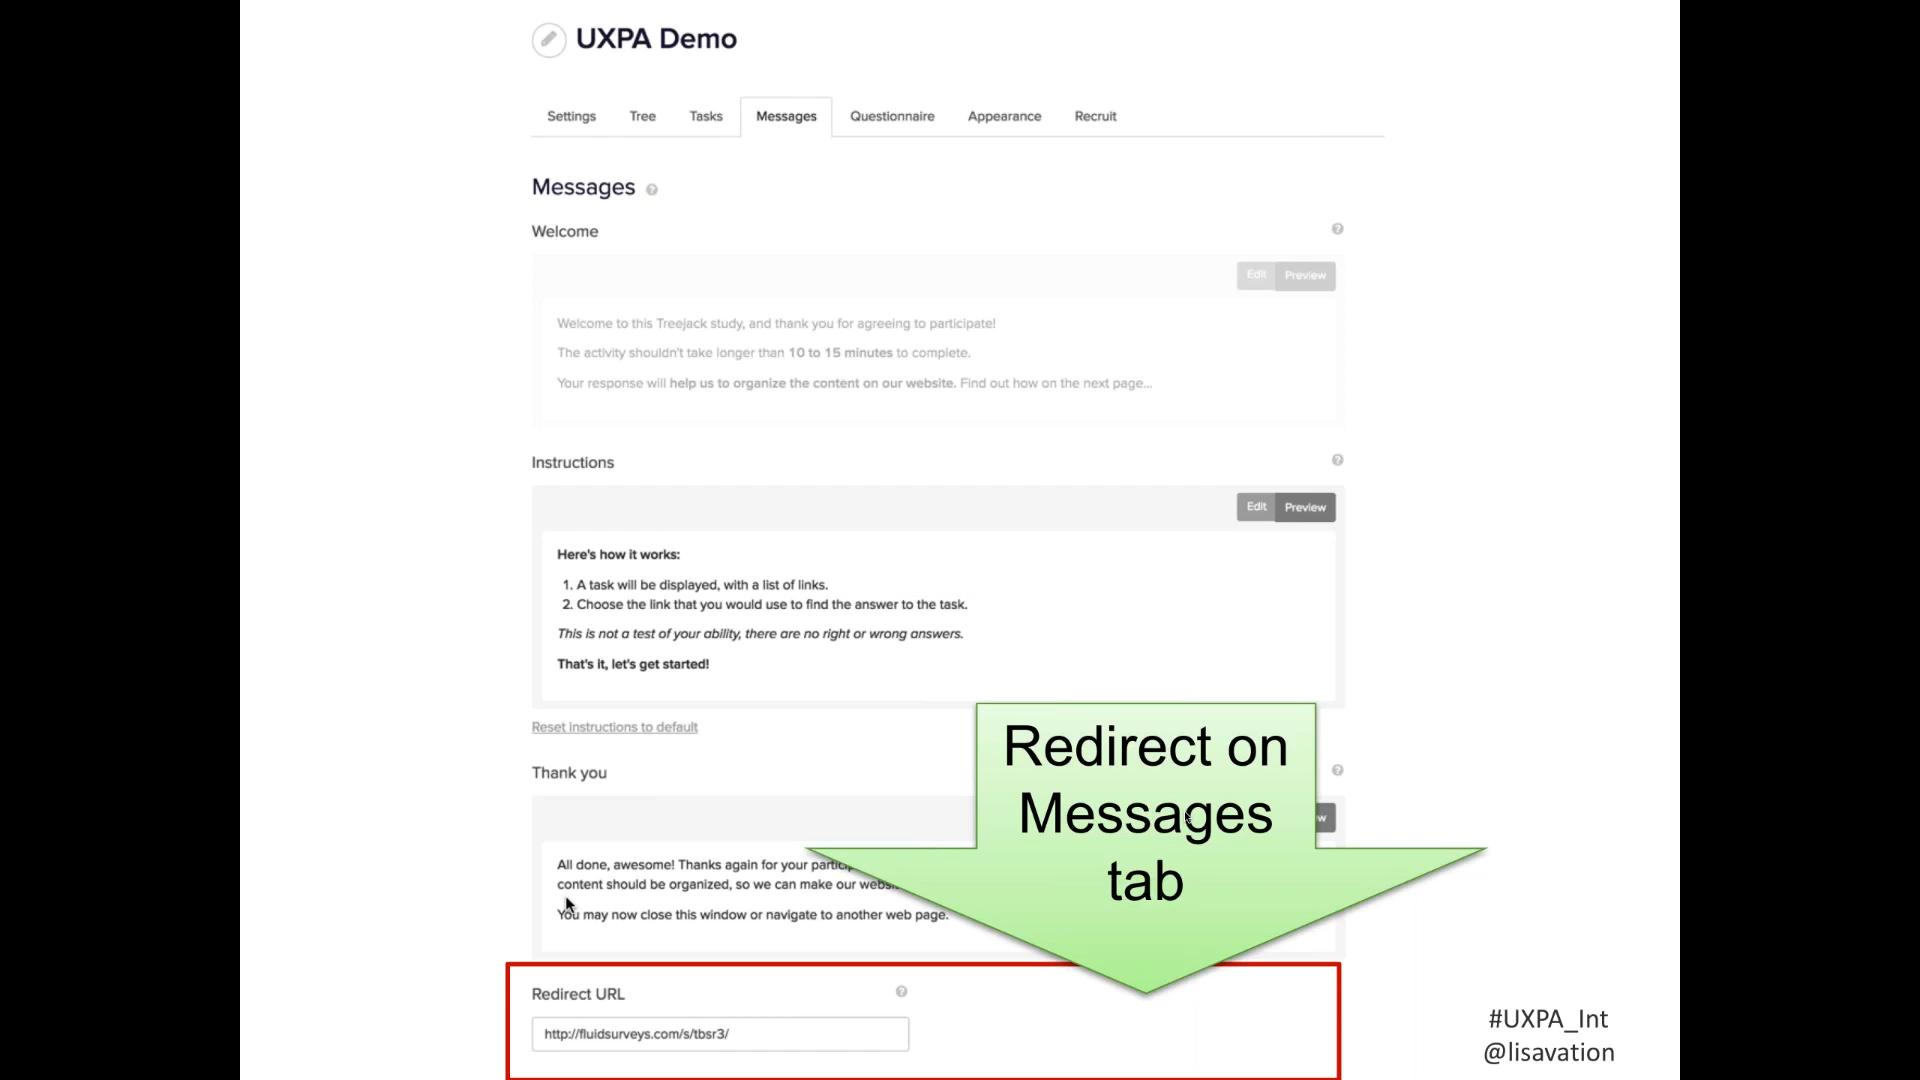 UXPA Demo
Settings Tree Tasks Messages Questionnaire Appearance Recruit
Messages
Welcome
Edit Preview
Welcome to this Treejack study, and thank you for agreeing to participate!
The activity shouldn't take longer than 10 to 15 minutes to complete.
Your response will help us to organize the content on our website. Find out how on the next page...
Instructions
Edit Preview
Here's how it works:
1. A task will be displayed, with a list of links.
2. Choose the link that you would use to find the answer to the task.
This is not a test of your ability, there are no right or wrong answers.
That's it, let's get started!
Reset instructions to default
Redirect on
Messages
tab
Thank you
All done, awesome! Thanks again for your
content should be organized, so we can make our
You may now close this window or navigate to another web page.
Redirect URL
http://fluidsurveys.com/s/tbsr3/
#UXPA_Int
@lisavation